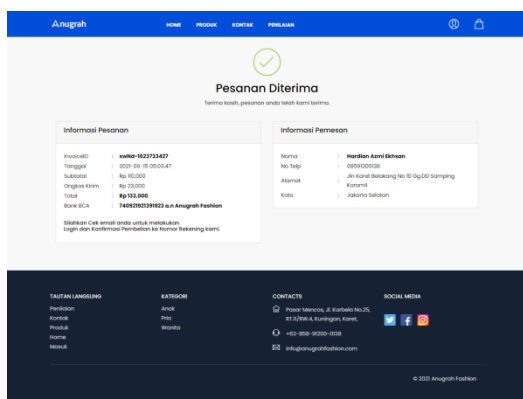 Anugrah
HOME PRODUK KONTAK PENILAIAN
Pesanan Diterima
Terima kasih, pesanan anda telah kami terima.
Informasi Pesanan
InvoiceID : swNd-1623733427
Tanggal : 2021-06-15 05:03:47
Subtotal : Rp 110,000
Ongkos Kirim : Rp 23,000
Total : Rp 133,000
Bank BCA : 740921921391923 a.n Anugrah Fashion
Silahkan Cek email anda untuk melakukan
Login dan Konfirmasi Pembelian ke Nomor Rekening kami.
Informasi Pemesan
Nama : Hardian Azmi Ekhsan
No Telp : 08591200138
Alamat : Jln Karet Belakang No 10 Gg.DD Samping
Koramil
Kota : Jakarta Selatan
TAUTAN LANGSUNG
Penilaian
Kontak
Produk
Home
Masuk
KATEGORI
Anak
Pria
Wanita
CONTACTS
Pasar Mencos, Jl. Karbela No.25,
RT.11/RW.4, Kuningan, Karet,
+62-858-91200-0138
info@anugrahfashion.com
SOCIAL MEDIA
© 2021 Anugrah Fashion